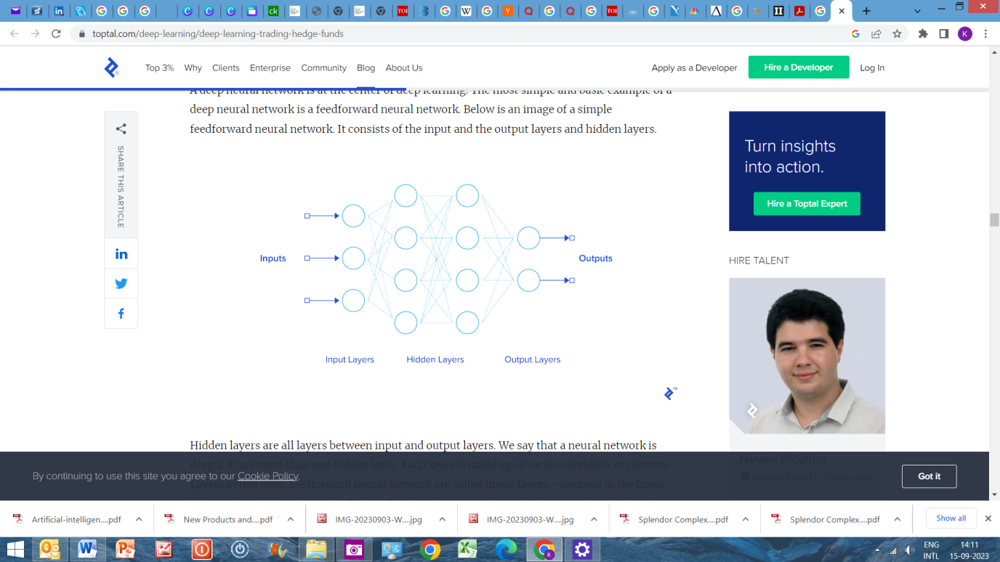 toptal.com/deep-learning/deep-learning-trading-hedge-funds
K
Top 3% Why Clients Enterprise Community Blog About Us
Apply as a Developer
Hire a Developer
Log In
A deep neural network is at the center of deep learning. The most simple and basic example of a
deep neural network is a feedforward neural network. Below is an image of a simple
feedforward neural network. It consists of the input and the output layers and hidden layers.
SHARE THIS ARTICLE
Turn insights
into action.
Hire a Toptal Expert
Inputs
Outputs
Input Layers Hidden Layers Output Layers
HIRE TALENT
Hidden layers are all layers between input and output layers. We say that a neural network is
deep if it has more than one hidden layer. Each layer is made up of various numbers of neurons.
Layers in this basic feedforward neural network are called linear layers—neurons in the linear
Neven Pičuljan
Verified Expert in Engineering
By continuing to use this site you agree to our Cookie Policy.
Got it
Artificial-intelligen....pdf
New Products and....pdf
IMG-20230903-W....jpg
IMG-20230903-W....jpg
Splendor Complex....pdf
Splendor Complex....pdf
Show all
ENG
INTL
14:11
15-09-2023